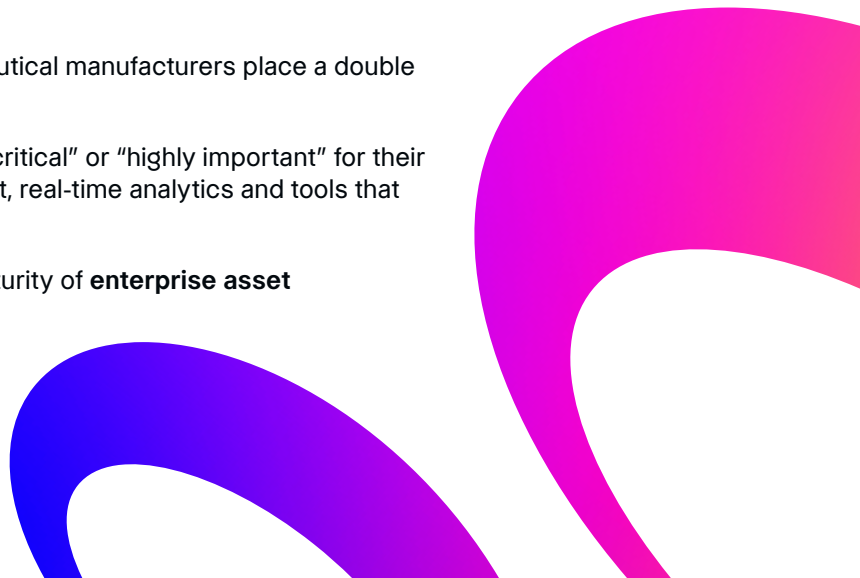 utical manufacturers place a double
critical” or “highly important” for their
t, real-time analytics and tools that
turity of enterprise asset